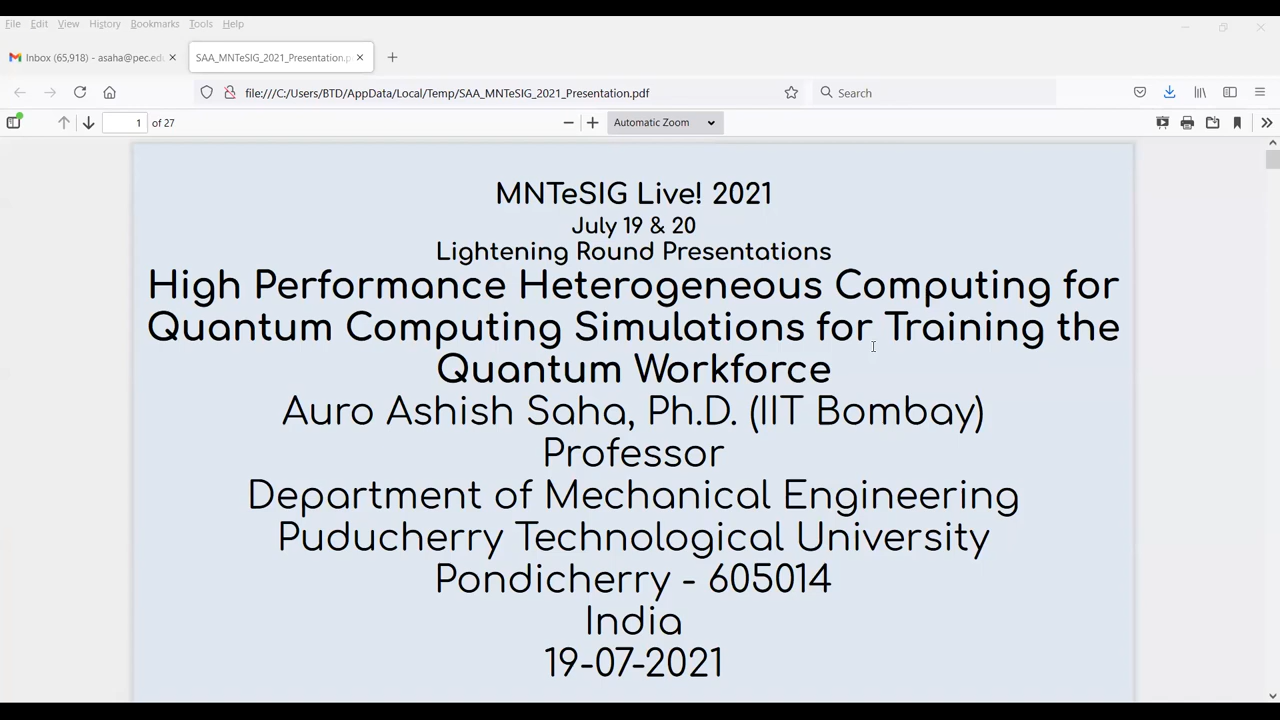 File Edit View History Bookmarks Tools Help
Inbox (65,918) - asaha@pec.ed
SAA_MNTeSIG_2021_Presentation.p
file:///C:/Users/BTD/AppData/Local/Temp/SAA_MNTeSIG_2021_Presentation.pdf
Search
1 of 27
Automatic Zoom
MNTeSIG Live! 2021
July 19 & 20
Lightening Round Presentations
High Performance Heterogeneous Computing for
Quantum Computing Simulations for Training the
Quantum Workforce
Auro Ashish Saha, Ph.D. (IIT Bombay)
Professor
Department of Mechanical Engineering
Puducherry Technological University
Pondicherry - 605014
India
19-07-2021